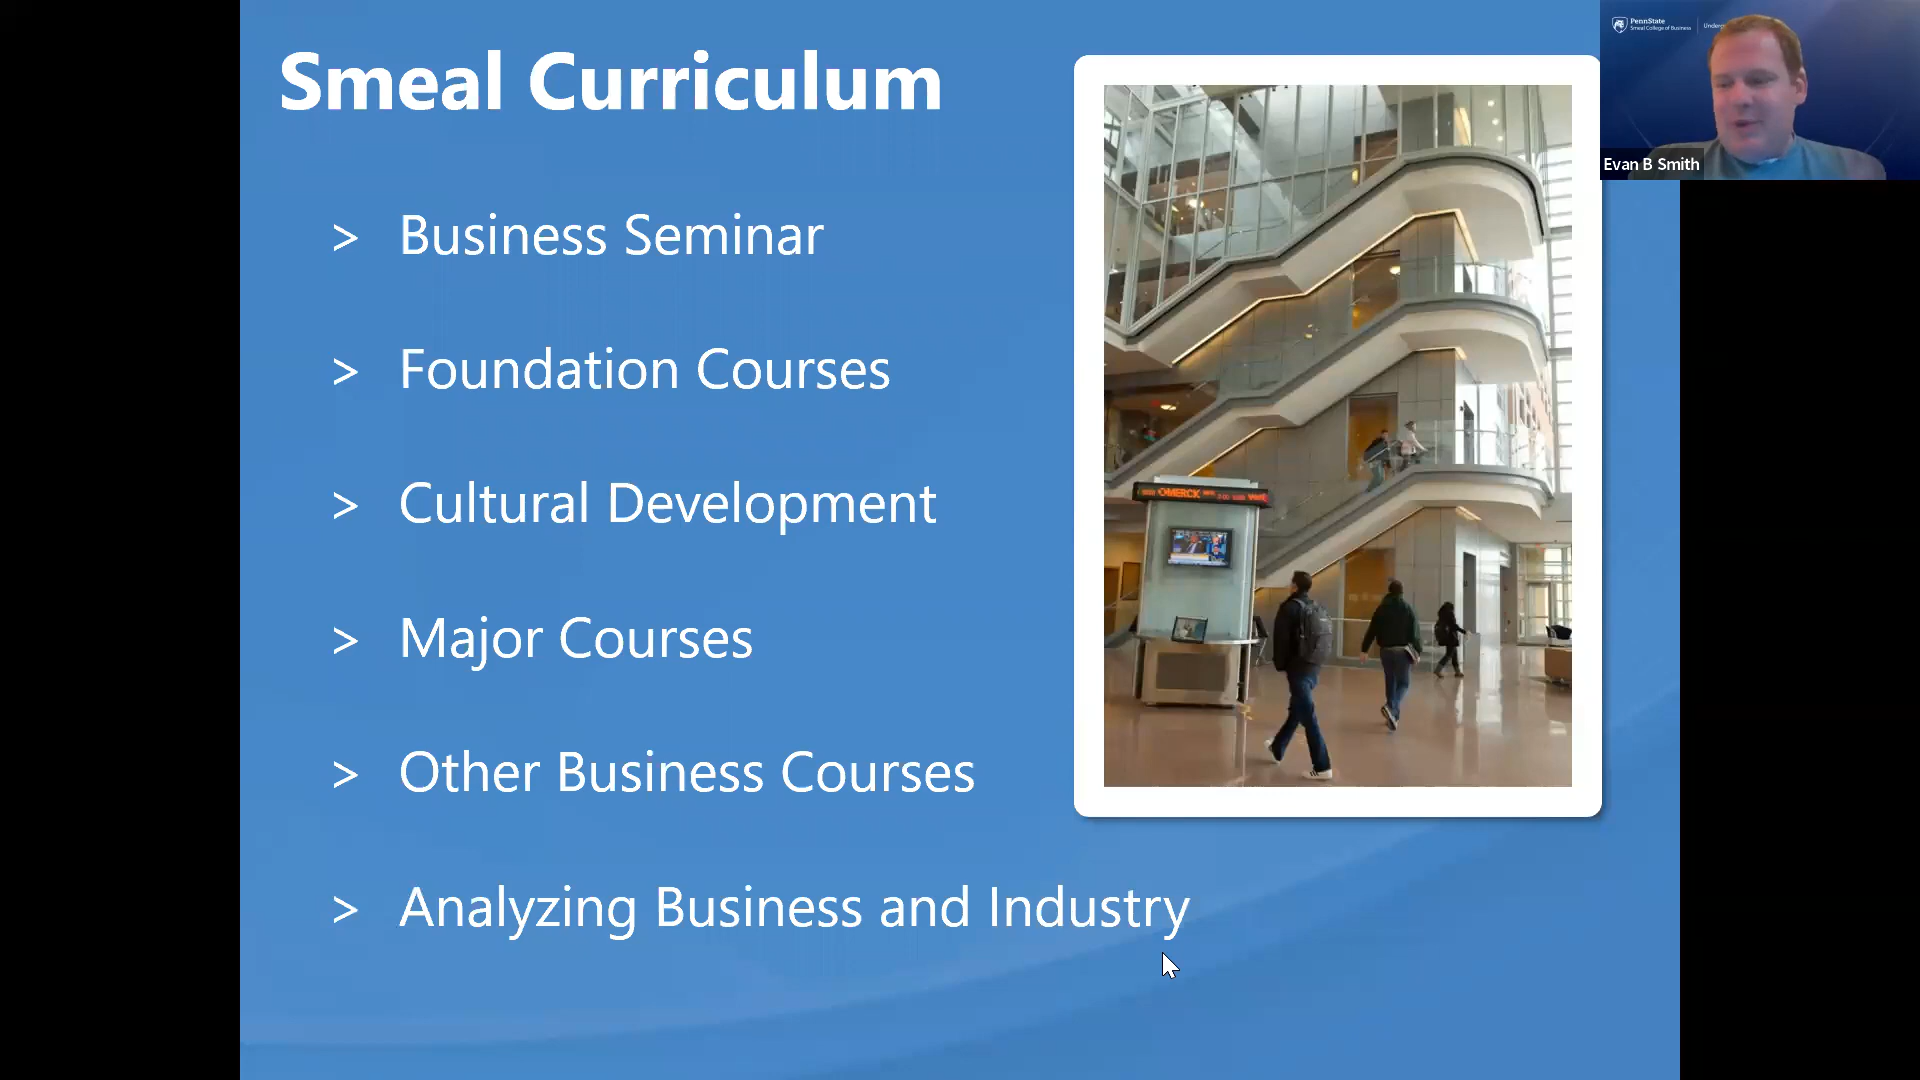 Smeal Curriculum
> Business Seminar
> Foundation Courses
> Cultural Development
> Major Courses
> Other Business Courses
> Analyzing Business and Industry
PennState
Smeal College of Business
Evan B Smith